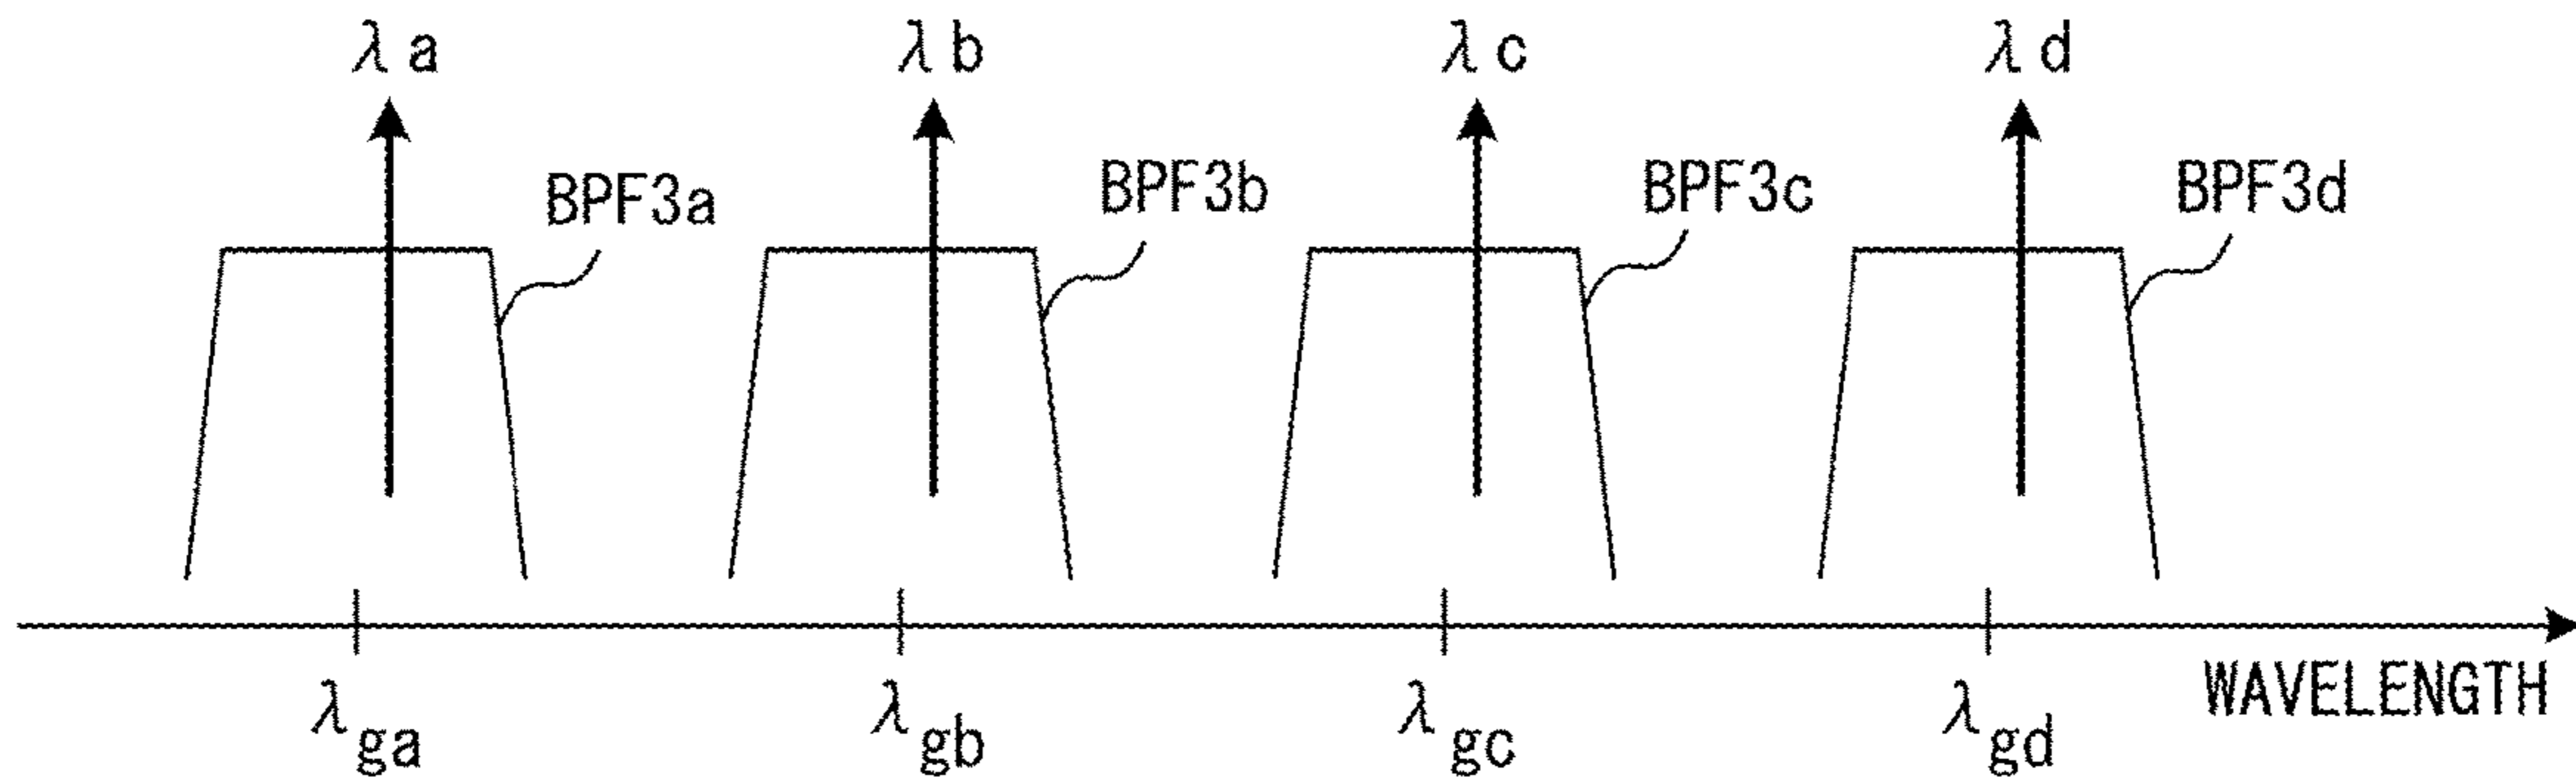 λa λb λc λd
BPF3a BPF3b BPF3c BPF3d
λga λgb λgc λgd WAVELENGTH